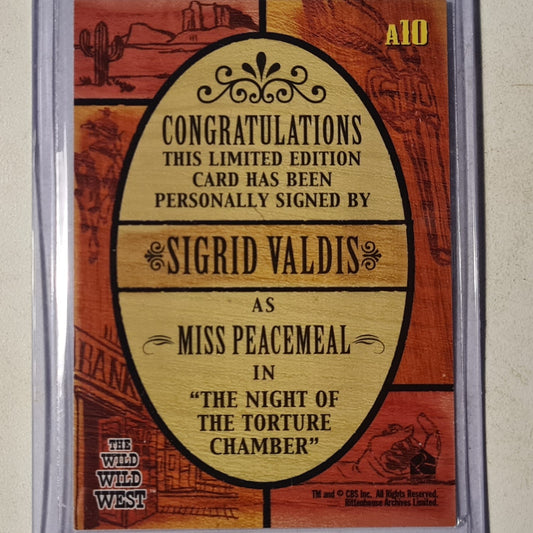 A10
CONGRATULATIONS
THIS LIMITED EDITION
CARD HAS BEEN
PERSONALLY SIGNED BY
SIGRID VALDIS
AS
MISS PEACEMEAL
IN
“THE NIGHT OF
THE TORTURE
CHAMBER”
BANK
THE
WILD
WILD
WEST
TM and © CBS Inc. All Rights Reserved.
Rittenhouse Archives Limited.